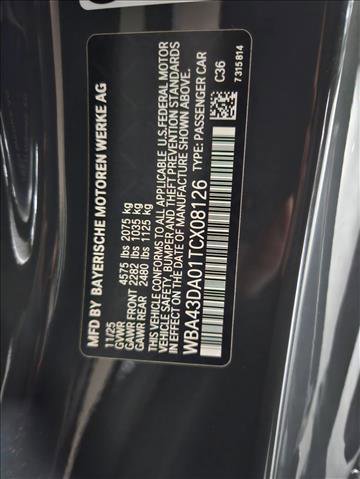 MFD BY BAYERISCHE MOTOREN WERKE AG
11/25
GVWR 4575 lbs 2075 kg
GAWR FRONT 2282 lbs 1035 kg
GAWR REAR 2480 lbs 1125 kg
THIS VEHICLE CONFORMS TO ALL APPLICABLE U.S.FEDERAL MOTOR
VEHICLE SAFETY, BUMPER AND THEFT PREVENTION STANDARDS
IN EFFECT ON THE DATE OF MANUFACTURE SHOWN ABOVE.
WBA43DA01TCX08126 TYPE: PASSENGER CAR
C36
7315814